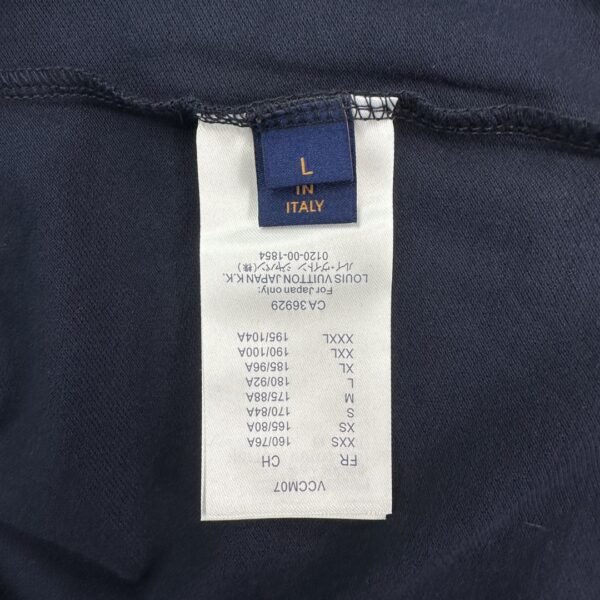 L
IN
ITALY
VCCM07
FR CH
XXS 160/76A
XS 165/80A
S 170/84A
M 175/88A
L 180/92A
XL 185/96A
XXL 190/100A
XXXL 195/104A
CA 36929
For Japan only:
LOUIS VUITTON JAPAN K.K.
ルイ・ヴィトン ジャパン(株)
0120-00-1854